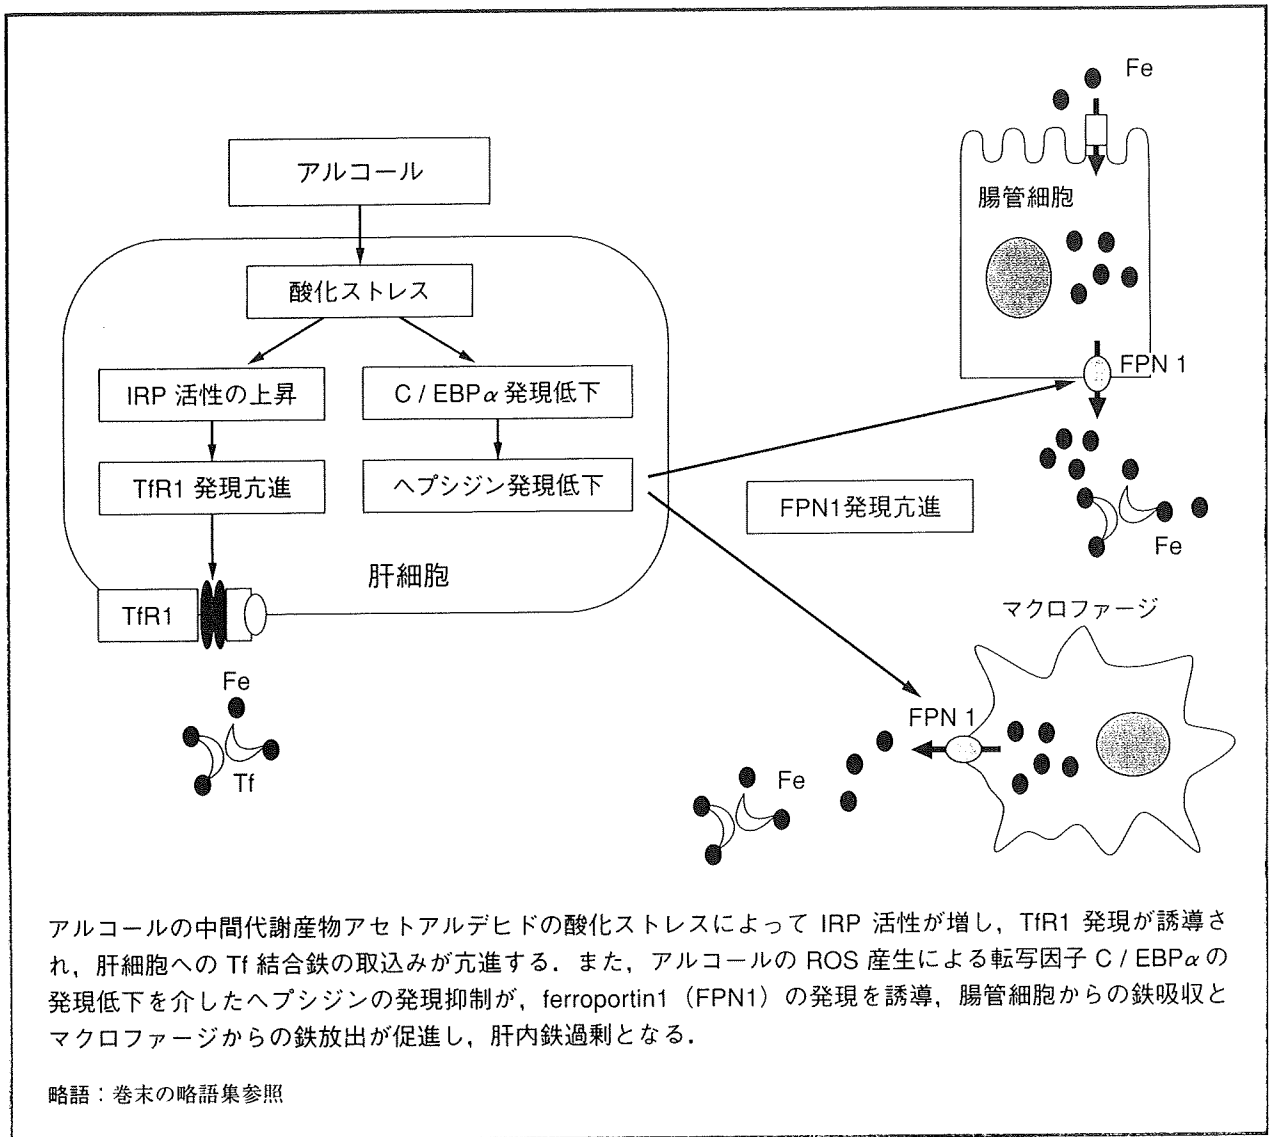 Fe
アルコール
腸管細胞
酸化ストレス
FPN 1
IRP 活性の上昇
C / EBPα 発現低下
TfR1 発現亢進
ヘプシジン発現低下
FPN1発現亢進
Fe
肝細胞
TfR1
マクロファージ
Fe
Tf
FPN 1
Fe
アルコールの中間代謝産物アセトアルデヒドの酸化ストレスによって IRP 活性が増し，TfR1 発現が誘導さ
れ，肝細胞への Tf 結合鉄の取込みが亢進する．また，アルコールの ROS 産生による転写因子 C / EBPαの
発現低下を介したヘプシジンの発現抑制が，ferroportin1（FPN1）の発現を誘導，腸管細胞からの鉄吸収と
マクロファージからの鉄放出が促進し，肝内鉄過剰となる．
略語：巻末の略語集参照